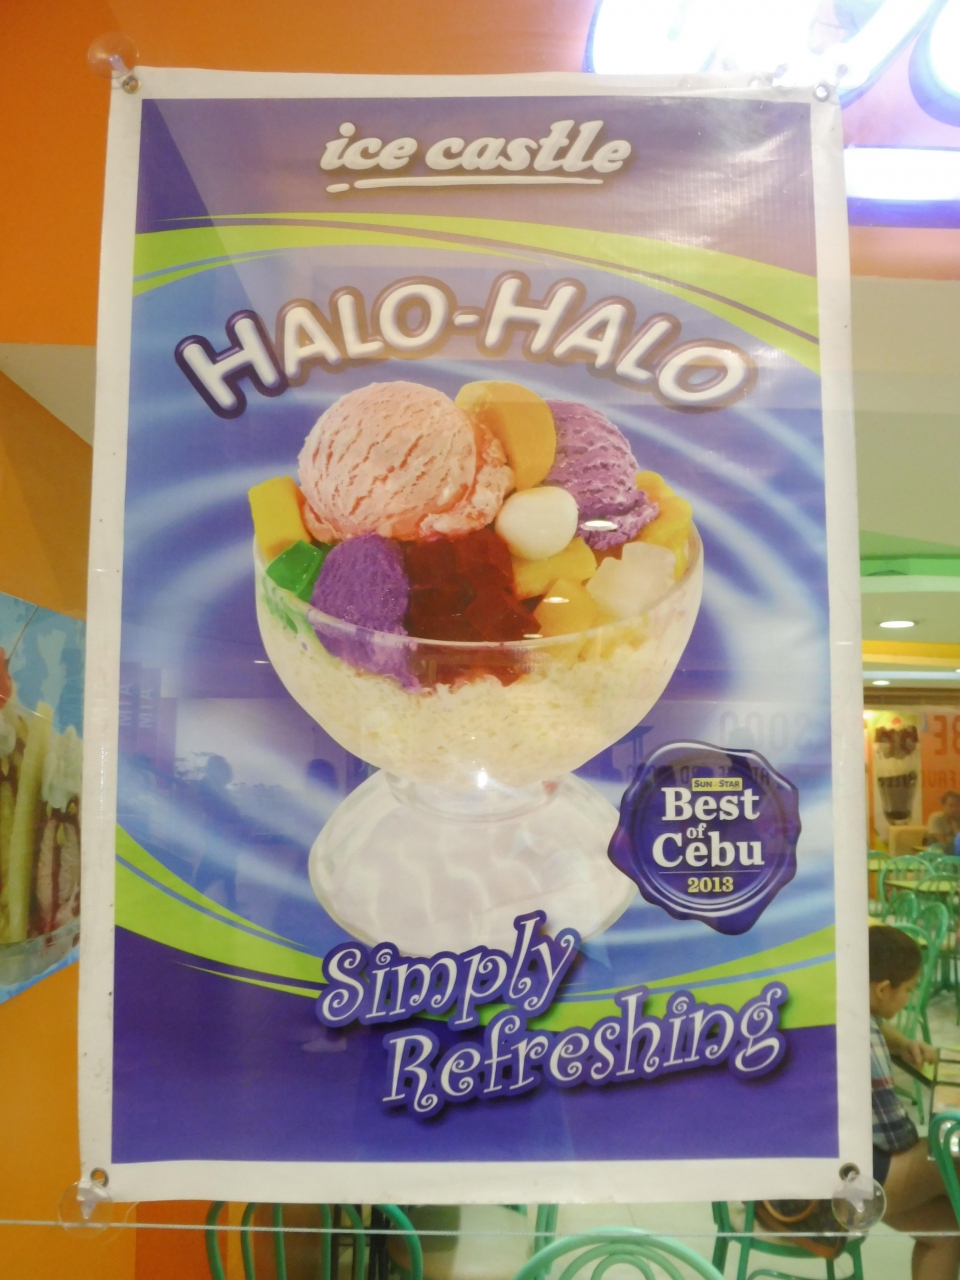 ice castle
HALO-HALO
SUN STAR
Best
of
Cebu
2013
Simply
Refreshing